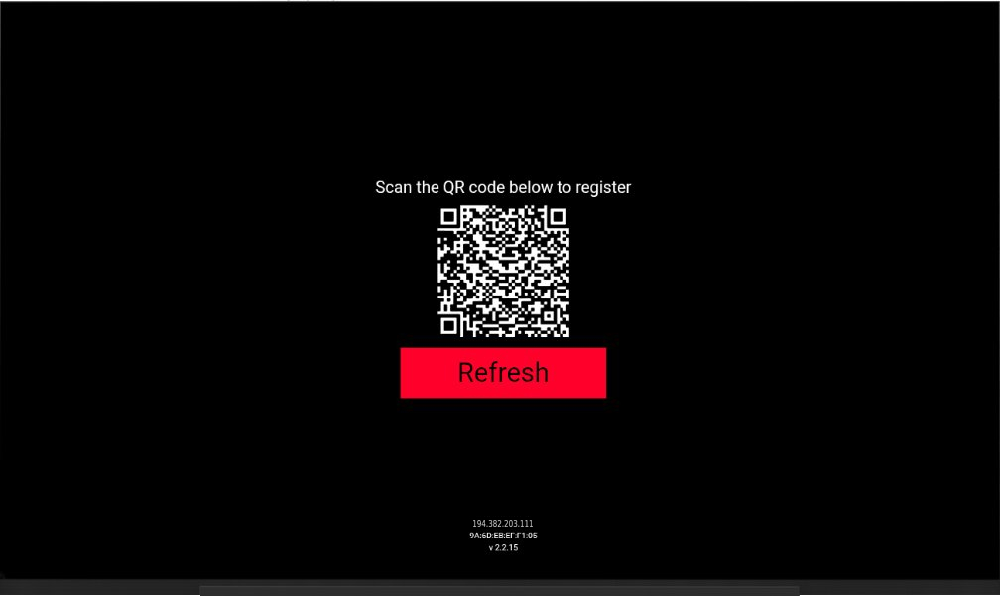 Scan the QR code below to register
Refresh
194.382.203.111
9A:6D:EB:EF:F1:05
v 2.2.15